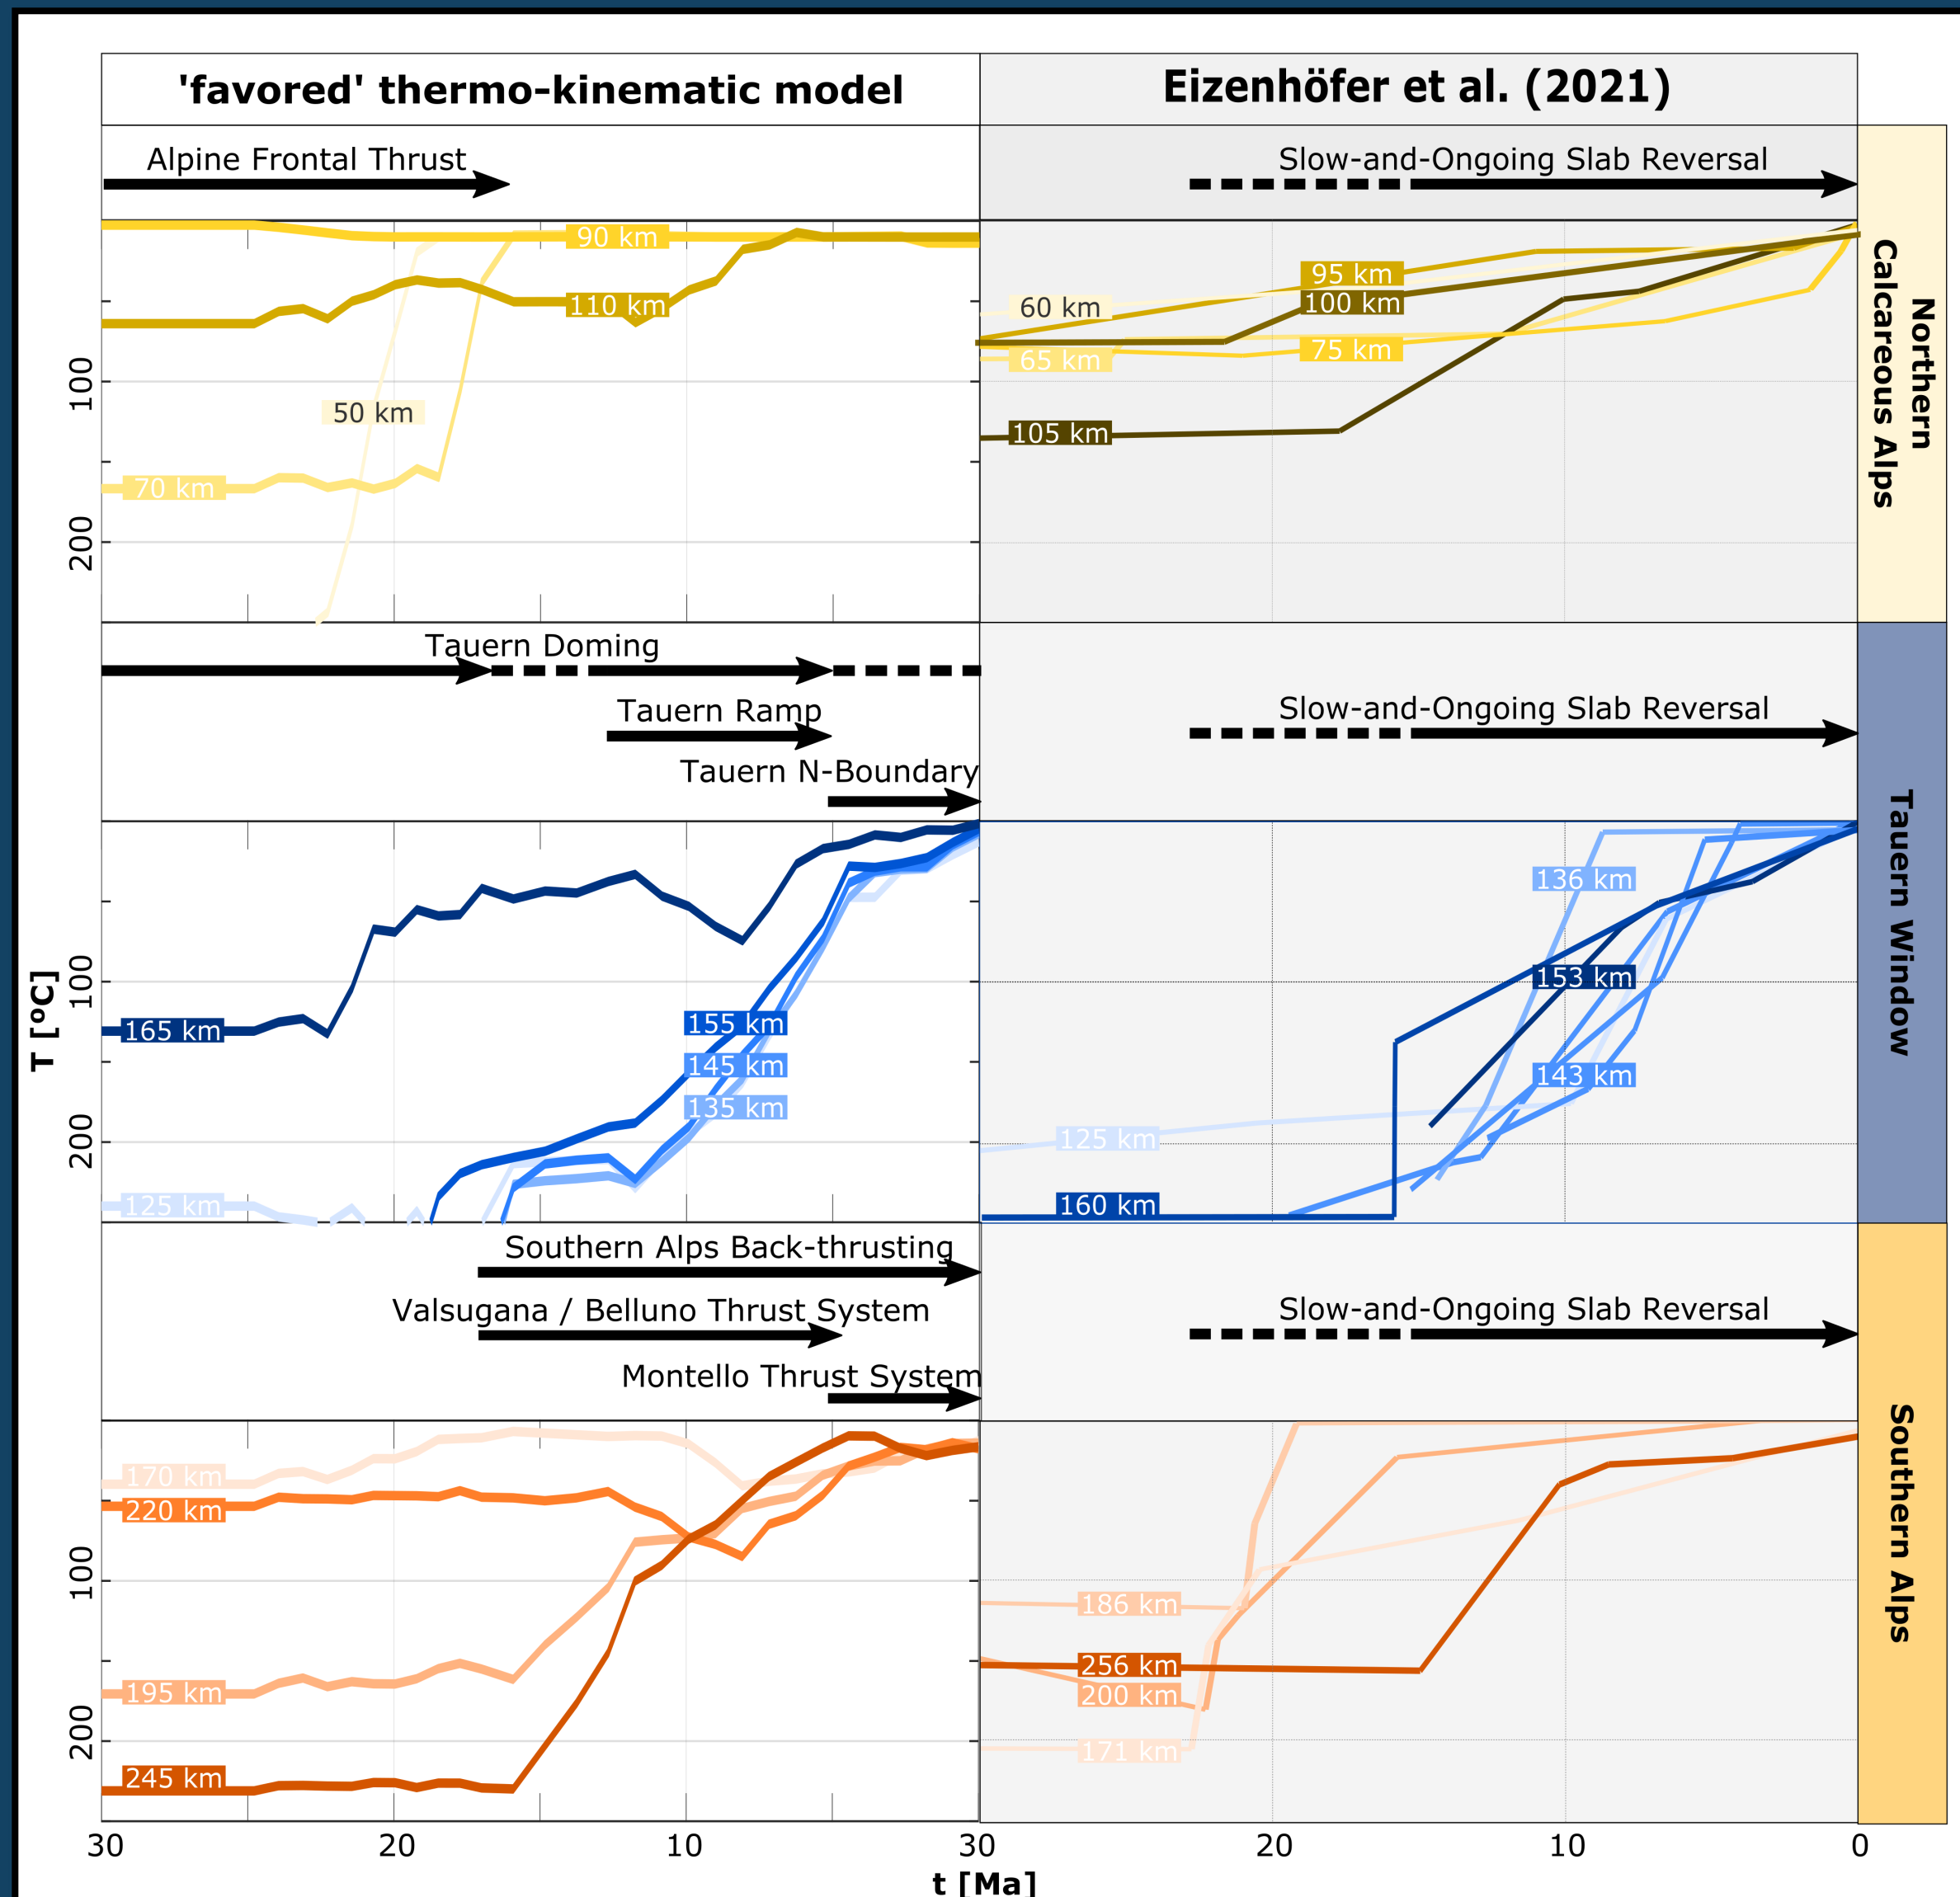 'favored' thermo-kinematic model
Eizenhöfer et al. (2021)
Alpine Frontal Thrust
Slow-and-Ongoing Slab Reversal
90 km
110 km
50 km
70 km
100
200
95 km
60 km
100 km
65 km
75 km
105 km
Northern
Calcareous Alps
Tauern Doming
Tauern Ramp
Tauern N-Boundary
Slow-and-Ongoing Slab Reversal
T [oC]
100
200
165 km
155 km
145 km
135 km
125 km
136 km
153 km
143 km
125 km
160 km
Tauern Window
Southern Alps Back-thrusting
Valsugana / Belluno Thrust System
Montello Thrust System
Slow-and-Ongoing Slab Reversal
100
200
170 km
220 km
195 km
245 km
186 km
256 km
200 km
171 km
Southern Alps
30 20 10 30 20 10 0
t [Ma]